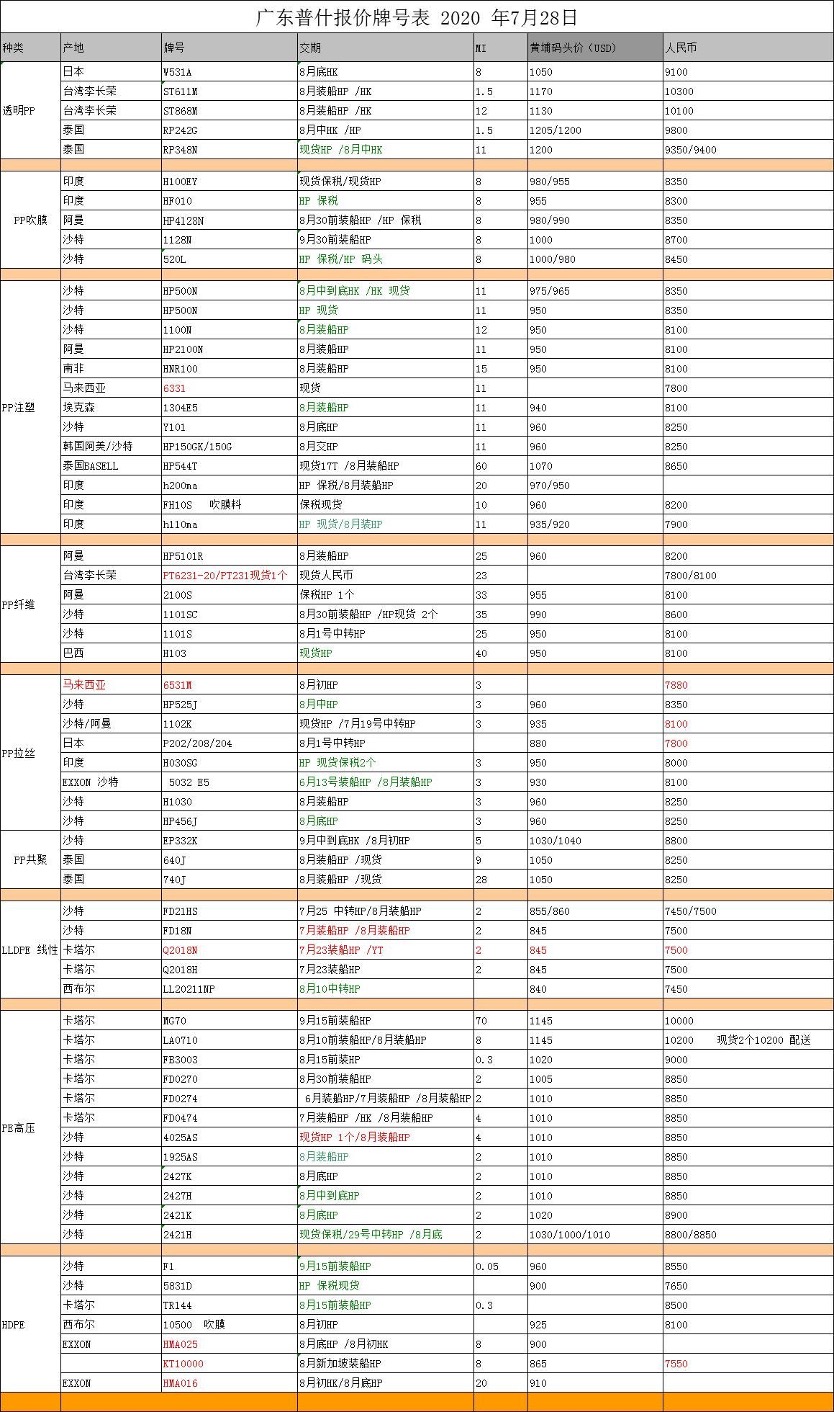 广东普什报价牌号表 2020 年7月28日
种类 产地 牌号 交期 MI 黄埔码头价（USD） 人民币
透明PP
日本 W531A 8月底HK 8 1050 9100
台湾李长荣 ST611M 8月装船HP /HK 1.5 1170 10300
台湾李长荣 ST868M 8月装船HP /HK 12 1130 10100
泰国 RP242G 8月中HK /HP 1.5 1205/1200 9800
泰国 RP348N 现货HP /8月中HK 11 1200 9350/9400
PP吹膜
印度 H100EY 现货保税/现货HP 8 980/955 8350
印度 HF010 HP 保税 8 955 8300
阿曼 HP4128N 8月30前装船HP /HP 保税 8 980/990 8350
沙特 1128N 9月30前装船HP 8 1000 8700
沙特 520L HP 保税/HP 码头 8 1000/980 8450
PP注塑
沙特 HP500N 8月中到底HK /HK 现货 11 975/965 8350
沙特 HP500N HP 现货 11 950 8350
沙特 1100N 8月装船HP 12 950 8100
阿曼 HP2100N 8月装船HP 11 950 8100
南非 HNR100 8月装船HP 15 950 8100
马来西亚 6331 现货 11 7800
埃克森 1304E5 8月装船HP 11 940 8100
沙特 Y101 8月底HP 11 960 8250
韩国阿美/沙特 HP150GK/150G 8月交HP 11 960 8250
泰国BASELL HP544T 现货17T /8月装船HP 60 1070 8650
印度 h200ma HP 保税/8月装船HP 20 970/950
印度 FH10S 吹膜料 保税现货 10 960 8200
印度 h110ma HP 现货/8月装HP 11 935/920 7900
PP纤维
阿曼 HP5101R 8月装船HP 25 960 8200
台湾李长荣 PT6231-20/PT231现货1个 现货人民币 23 7800/8100
阿曼 2100S 保税HP 1个 33 955 8100
沙特 1101SC 8月30前装船HP /HP现货 2个 35 990 8600
沙特 1101S 8月1号中转HP 25 950 8100
巴西 H103 现货HP 40 950 8100
PP拉丝
马来西亚 6531M 8月初HP 3 7880
沙特 HP525J 8月中HP 3 960 8350
沙特/阿曼 1102K 现货HP /7月19号中转HP 3 935 8100
日本 P202/208/204 8月1号中转HP 880 7800
印度 H030SG HP 现货保税2个 3 950 8000
EXXON 沙特 5032 E5 6月13号装船HP /8月装船HP 3 930 8100
沙特 H1030 8月装船HP 3 960 8250
沙特 HP456J 8月底HP 3 960 8250
PP共聚
沙特 EP332K 9月中到底HK /8月初HP 5 1030/1040 8800
泰国 640J 8月装船HP /现货 9 1050 8250
泰国 740J 8月装船HP /现货 28 1050 8250
LLDPE 线性
沙特 FD21HS 7月25 中转HP/8月装船HP 2 855/860 7450/7500
沙特 FD18N 7月装船HP /8月装船HP 2 845 7500
卡塔尔 Q2018N 7月23装船HP /YT 2 845 7500
卡塔尔 Q2018H 7月23装船HP 2 845 7500
西布尔 LL20211NP 8月10中转HP 840 7450
PE高压
卡塔尔 MG70 9月15前装船HP 70 1145 10000
卡塔尔 LA0710 8月10前装船HP/8月装船HP 8 1145 10200 现货2个10200 配送
卡塔尔 FB3003 8月15前装HP 0.3 1020 9000
卡塔尔 FD0270 8月30前装船HP 2 1005 8850
卡塔尔 FD0274 6月装船HP/7月装船HP /8月装船HP 2 1010 8850
卡塔尔 FD0474 7月装船HP /HK /8月装船HP 4 1010 8850
沙特 4025AS 现货HP 1个/8月装船HP 4 1010 8850
沙特 1925AS 8月装船HP 2 1010 8850
沙特 2427K 8月底HP 2 1010 8850
沙特 2427H 8月中到底HP 2 1010 8850
沙特 2421K 8月底HP 2 1020 8900
沙特 2421H 现货保税/29号中转HP /8月底 2 1030/1000/1010 8800/8850
HDPE
沙特 F1 9月15前装船HP 0.05 960 8550
沙特 5831D HP 保税现货 900 7650
卡塔尔 TR144 8月15前装船HP 0.3 8500
西布尔 10500 吹膜 8月初HP 925 8100
EXXON HMA025 8月底HP /8月初HK 8 900
KT10000 8月新加坡装船HP 8 865 7550
EXXON HMA016 8月初HK/8月底HP 20 910